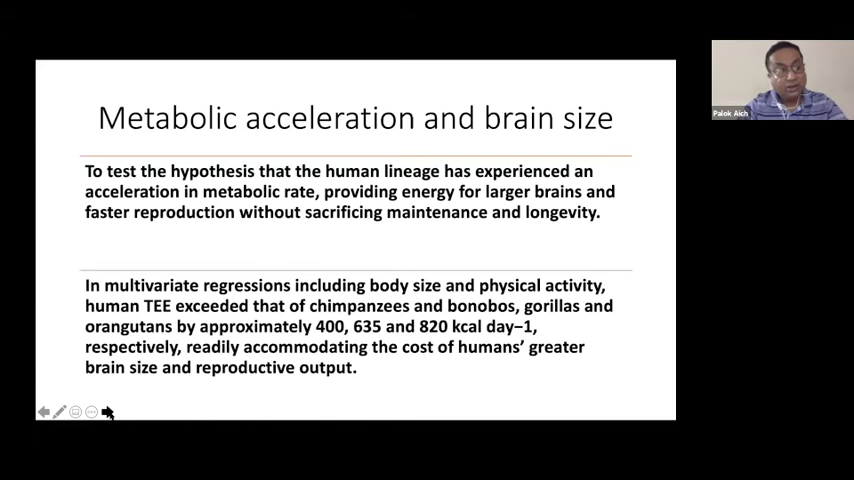 Metabolic acceleration and brain size
To test the hypothesis that the human lineage has experienced an
acceleration in metabolic rate, providing energy for larger brains and
faster reproduction without sacrificing maintenance and longevity.
In multivariate regressions including body size and physical activity,
human TEE exceeded that of chimpanzees and bonobos, gorillas and
orangutans by approximately 400, 635 and 820 kcal day−1,
respectively, readily accommodating the cost of humans’ greater
brain size and reproductive output.
Palok Aich